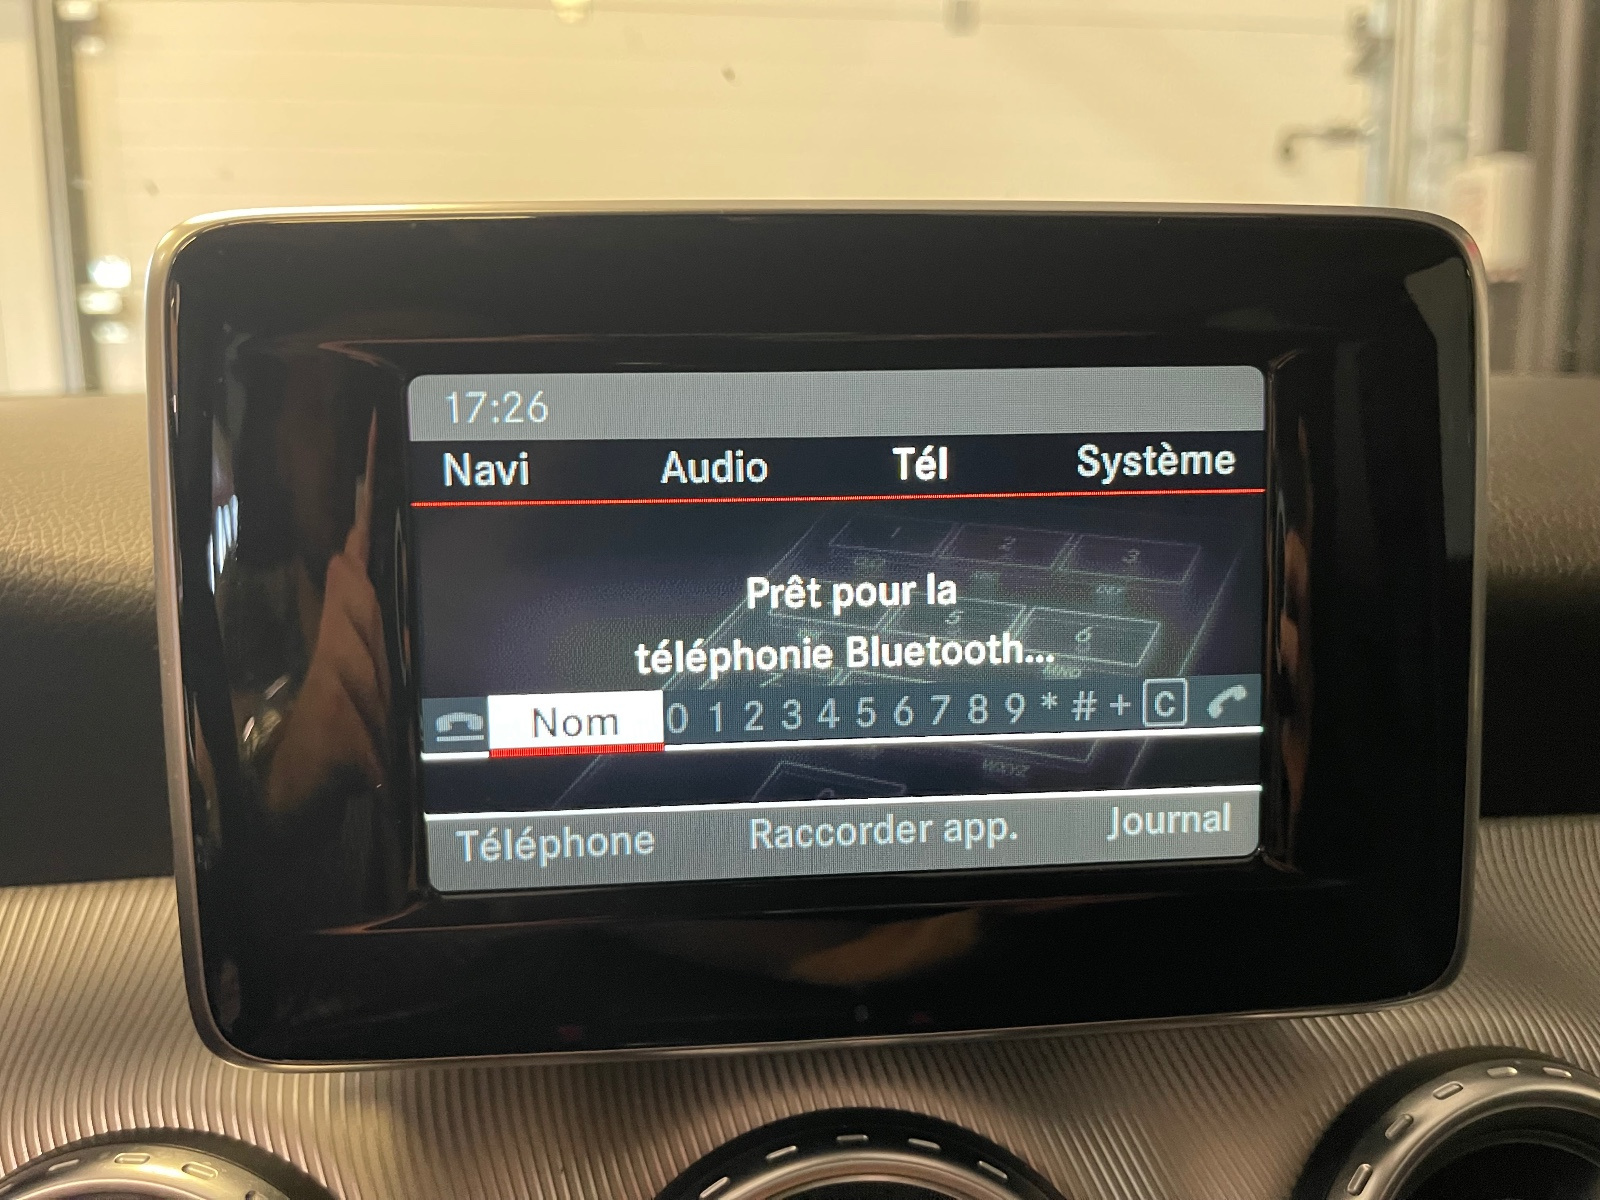 17:26
Navi Audio Tél Système
Prêt pour la
téléphonie Bluetooth...
Nom 0 1 2 3 4 5 6 7 8 9 * # + C
Téléphone Raccorder app. Journal